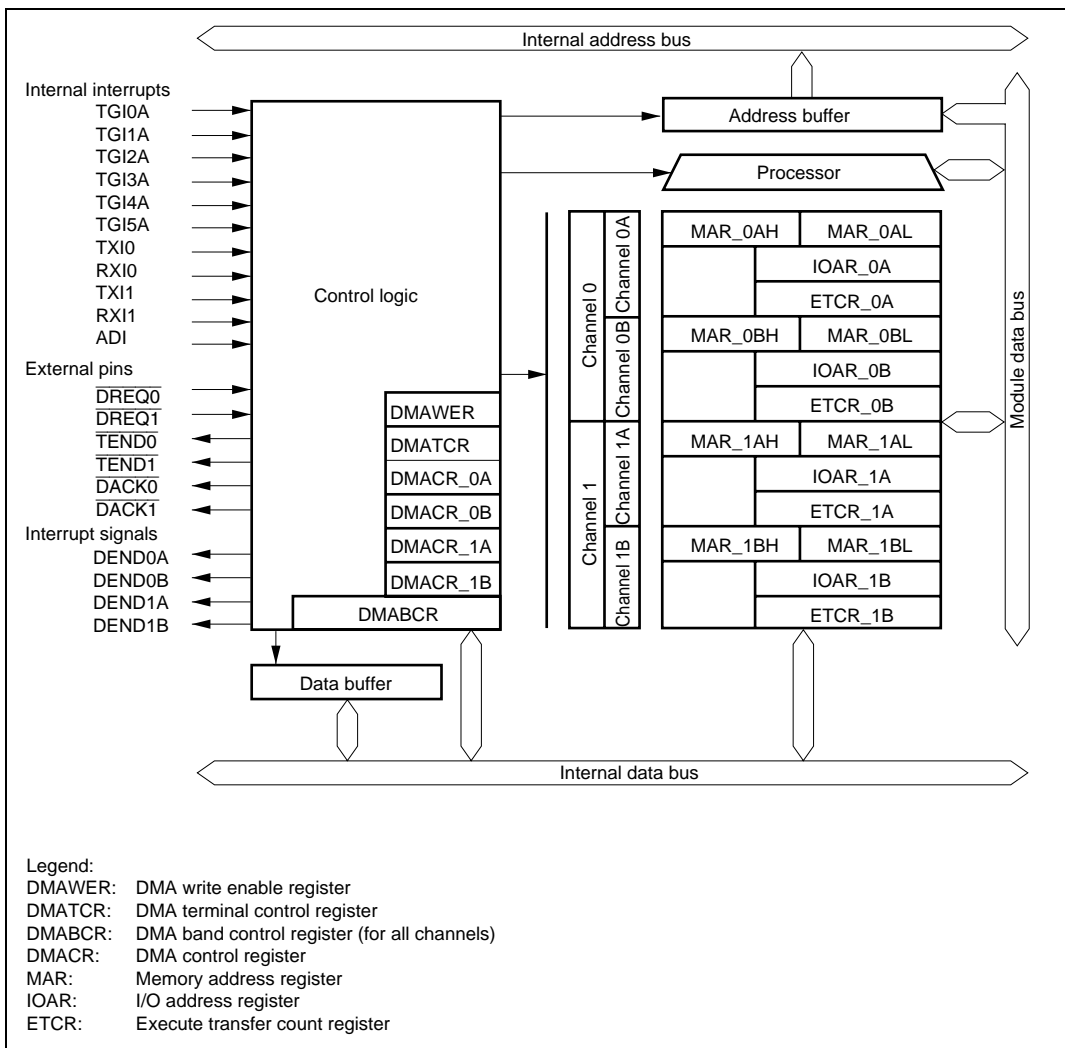 Internal address bus
Internal interrupts
TGI0A
TGI1A
TGI2A
TGI3A
TGI4A
TGI5A
TXI0
RXI0
TXI1
RXI1
ADI
External pins
DREQ0
DREQ1
TEND0
TEND1
DACK0
DACK1
Interrupt signals
DEND0A
DEND0B
DEND1A
DEND1B
Control logic
DMAWER
DMATCR
DMACR_0A
DMACR_0B
DMACR_1A
DMACR_1B
DMABCR
Data buffer
Address buffer
Processor
Channel 0
Channel 0A
Channel 0B
Channel 1
Channel 1A
Channel 1B
MAR_0AH MAR_0AL
IOAR_0A
ETCR_0A
MAR_0BH MAR_0BL
IOAR_0B
ETCR_0B
MAR_1AH MAR_1AL
IOAR_1A
ETCR_1A
MAR_1BH MAR_1BL
IOAR_1B
ETCR_1B
Module data bus
Internal data bus
Legend:
DMAWER: DMA write enable register
DMATCR: DMA terminal control register
DMABCR: DMA band control register (for all channels)
DMACR: DMA control register
MAR: Memory address register
IOAR: I/O address register
ETCR: Execute transfer count register